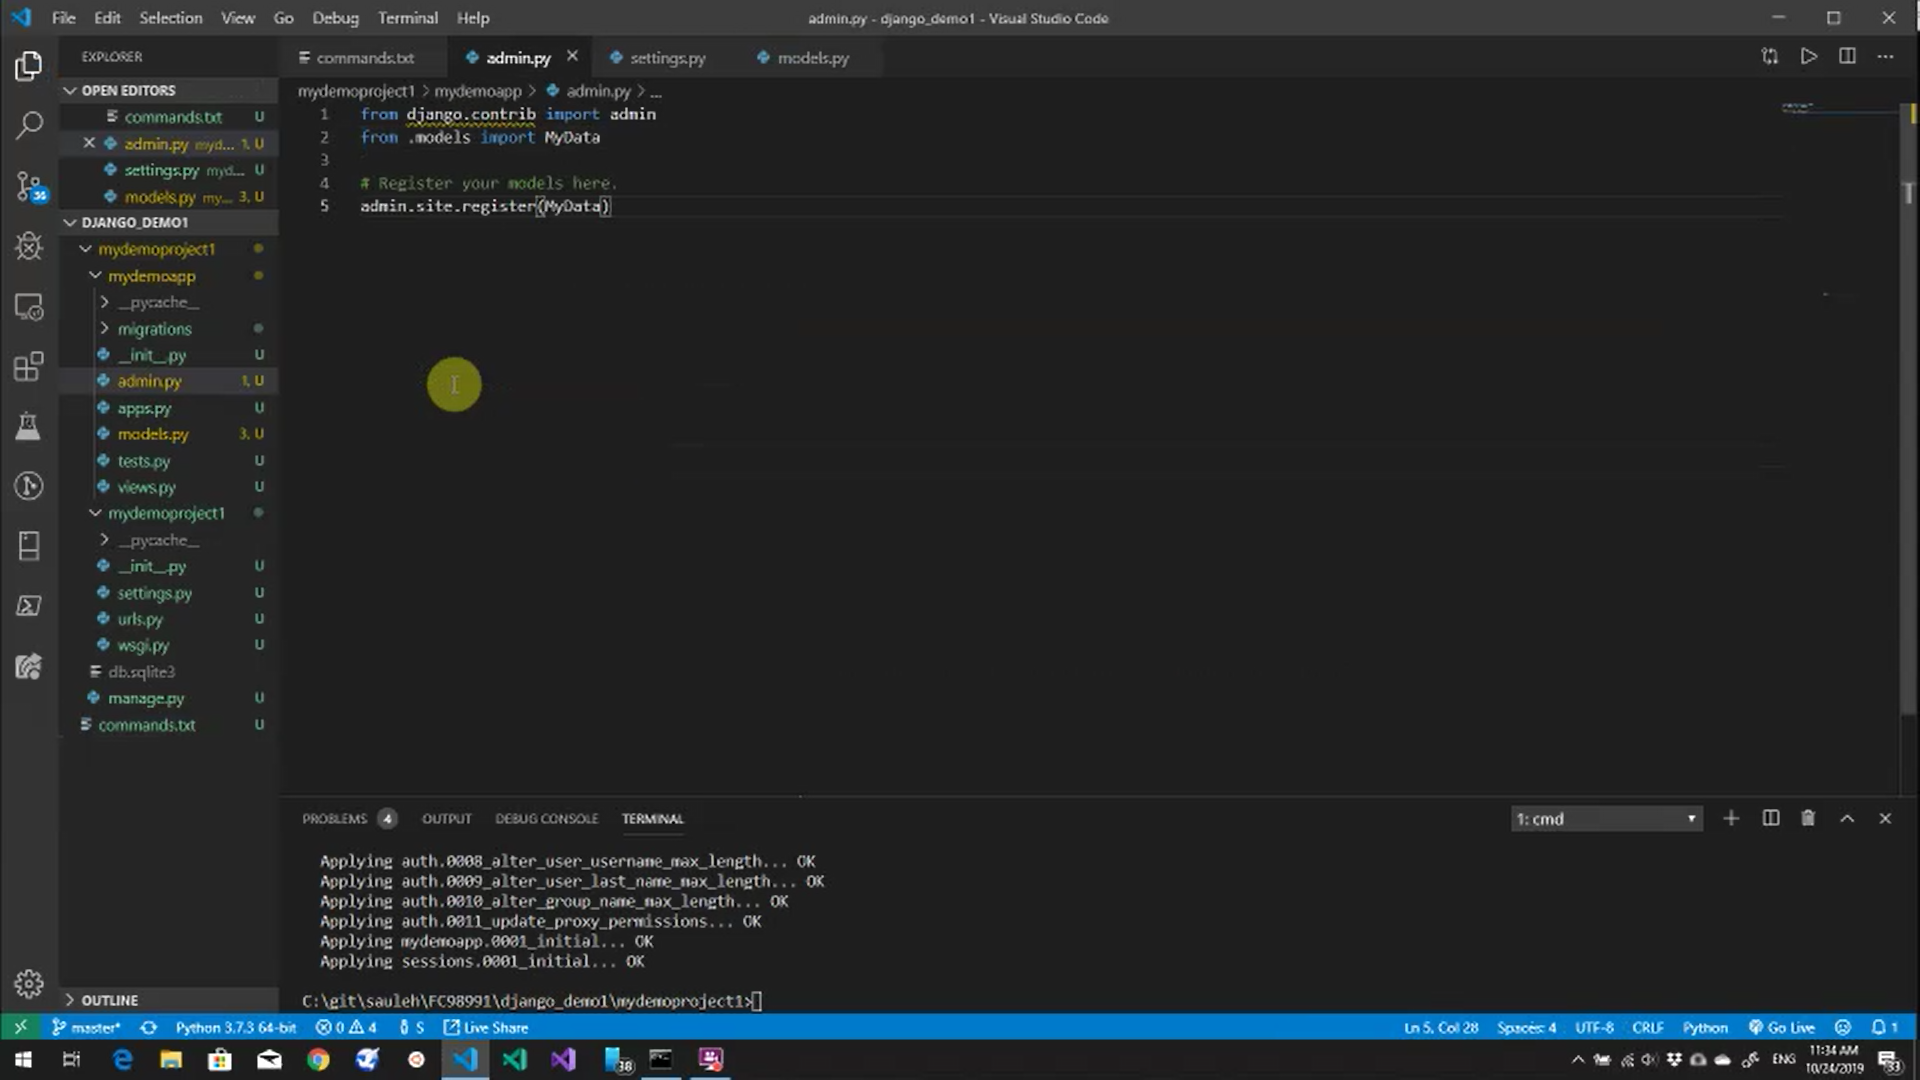 File Edit Selection View Go Debug Terminal Help
admin.py - django_demo1 - Visual Studio Code
EXPLORER
commands.txt
admin.py
settings.py
models.py
OPEN EDITORS
commands.txt U
admin.py myd... 1, U
settings.py myd... U
models.py my... 3, U
DJANGO_DEMO1
mydemoproject1
mydemoapp
__pycache__
migrations
__init__.py U
admin.py 1, U
apps.py U
models.py 3, U
tests.py U
views.py U
mydemoproject1
__pycache__
__init__.py U
settings.py U
urls.py U
wsgi.py U
db.sqlite3
manage.py U
commands.txt U
OUTLINE
36
mydemoproject1 > mydemoapp > admin.py > ...
1 from django.contrib import admin
2 from .models import MyData
3
4 # Register your models here.
5 admin.site.register(MyData)
PROBLEMS 4 OUTPUT DEBUG CONSOLE TERMINAL
1: cmd
Applying auth.0008_alter_user_username_max_length... OK
Applying auth.0009_alter_user_last_name_max_length... OK
Applying auth.0010_alter_group_name_max_length... OK
Applying auth.0011_update_proxy_permissions... OK
Applying mydemoapp.0001_initial... OK
Applying sessions.0001_initial... OK
C:\git\sauleh\FC98991\django_demo1\mydemoproject1>
master* Python 3.7.3 64-bit 0 4 S Live Share
Ln 5, Col 28 Spaces: 4 UTF-8 CRLF Python Go Live 1
38
ENG
11:34 AM
10/24/2019
33